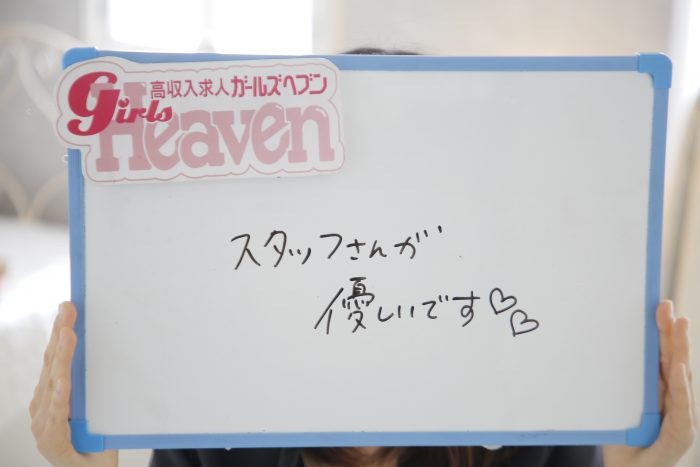 高収入求人ガールズヘブン
Girls
Heaven
スタッフさんが
優しいです♡♡